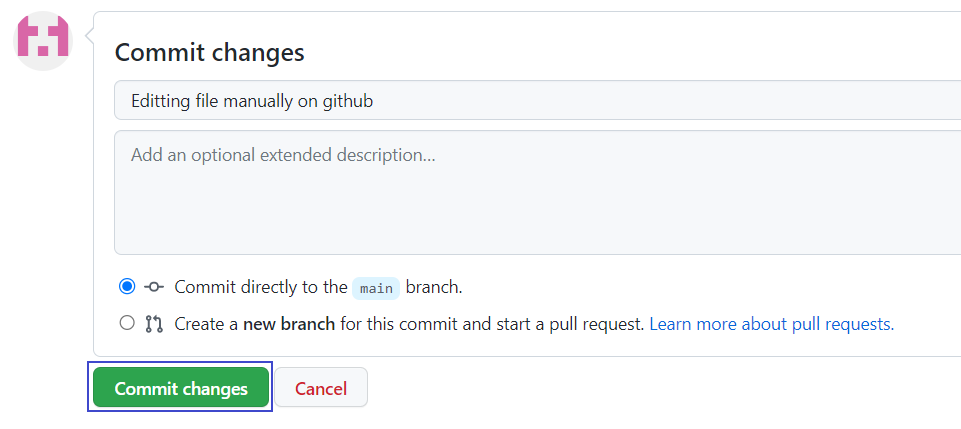 Commit changes
Editting file manually on github
Add an optional extended description...
Commit directly to the main branch.
Create a new branch for this commit and start a pull request. Learn more about pull requests.
Commit changes Cancel